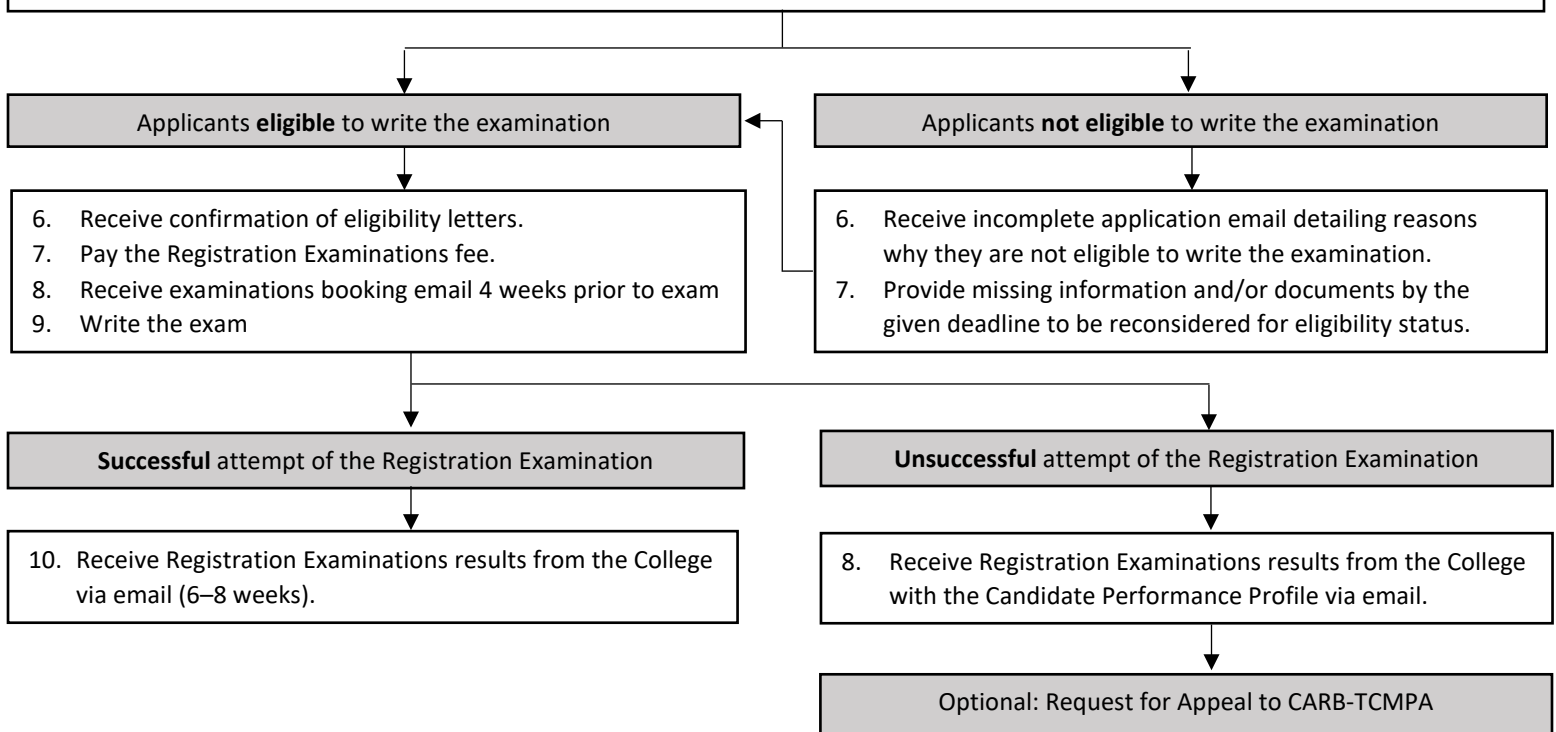 Applicants eligible to write the examination
Applicants not eligible to write the examination
6. Receive confirmation of eligibility letters.
7. Pay the Registration Examinations fee.
8. Receive examinations booking email 4 weeks prior to exam
9. Write the exam
6. Receive incomplete application email detailing reasons
why they are not eligible to write the examination.
7. Provide missing information and/or documents by the
given deadline to be reconsidered for eligibility status.
Successful attempt of the Registration Examination
Unsuccessful attempt of the Registration Examination
10. Receive Registration Examinations results from the College
via email (6–8 weeks).
8. Receive Registration Examinations results from the College
with the Candidate Performance Profile via email.
Optional: Request for Appeal to CARB-TCMPA